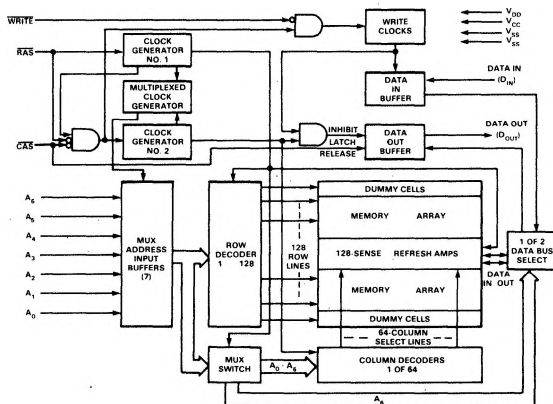 WRITE
RAS
CAS
CLOCK
GENERATOR
NO. 1
MULTIPLEXED
CLOCK
GENERATOR
CLOCK
GENERATOR
NO. 2
WRITE
CLOCKS
VDD
VCC
VSS
VSS
DATA IN
BUFFER
DATA IN
(DIN)
INHIBIT
LATCH
RELEASE
DATA
OUT
BUFFER
DATA OUT
(DOUT)
A6
A5
A4
A3
A2
A1
A0
MUX
ADDRESS
INPUT
BUFFERS
(7)
ROW
DECODER
1 128
128
ROW
LINES
DUMMY CELLS
MEMORY ARRAY
128-SENSE REFRESH AMPS
MEMORY ARRAY
DUMMY CELLS
1 OF 2
DATA BUS
SELECT
DATA
IN OUT
64-COLUMN
SELECT LINES
MUX
SWITCH
A0 - A6
COLUMN DECODERS
1 OF 64
A6